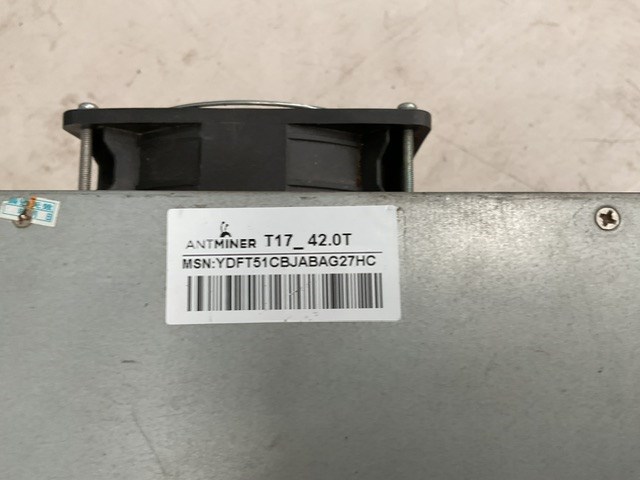 ANTMINER T17_ 42.0T
MSN:YDFT51CBJABAG27HC